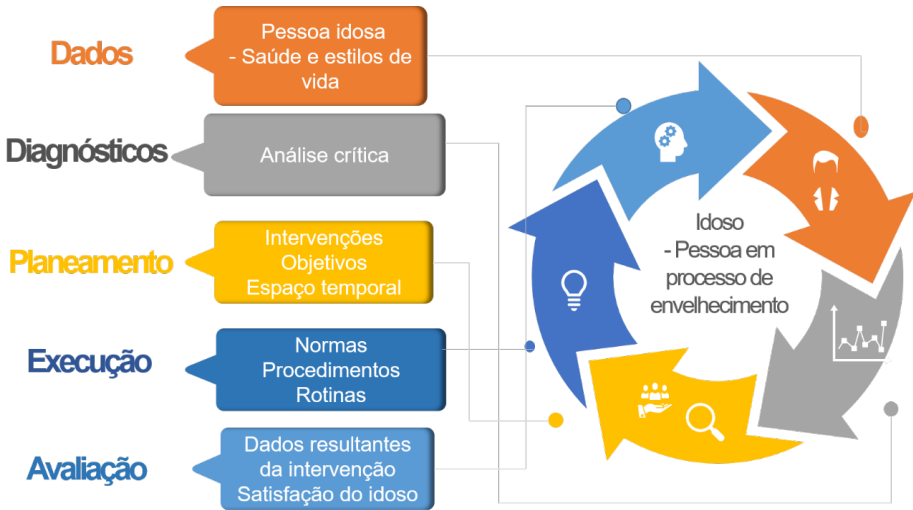 Dados
Pessoa idosa
- Saúde e estilos de
vida
Diagnósticos
Análise crítica
Planeamento
Intervenções
Objetivos
Espaço temporal
Execução
Normas
Procedimentos
Rotinas
Avaliação
Dados resultantes
da intervenção
Satisfação do idoso
Idoso
- Pessoa em
processo de
envelhecimento